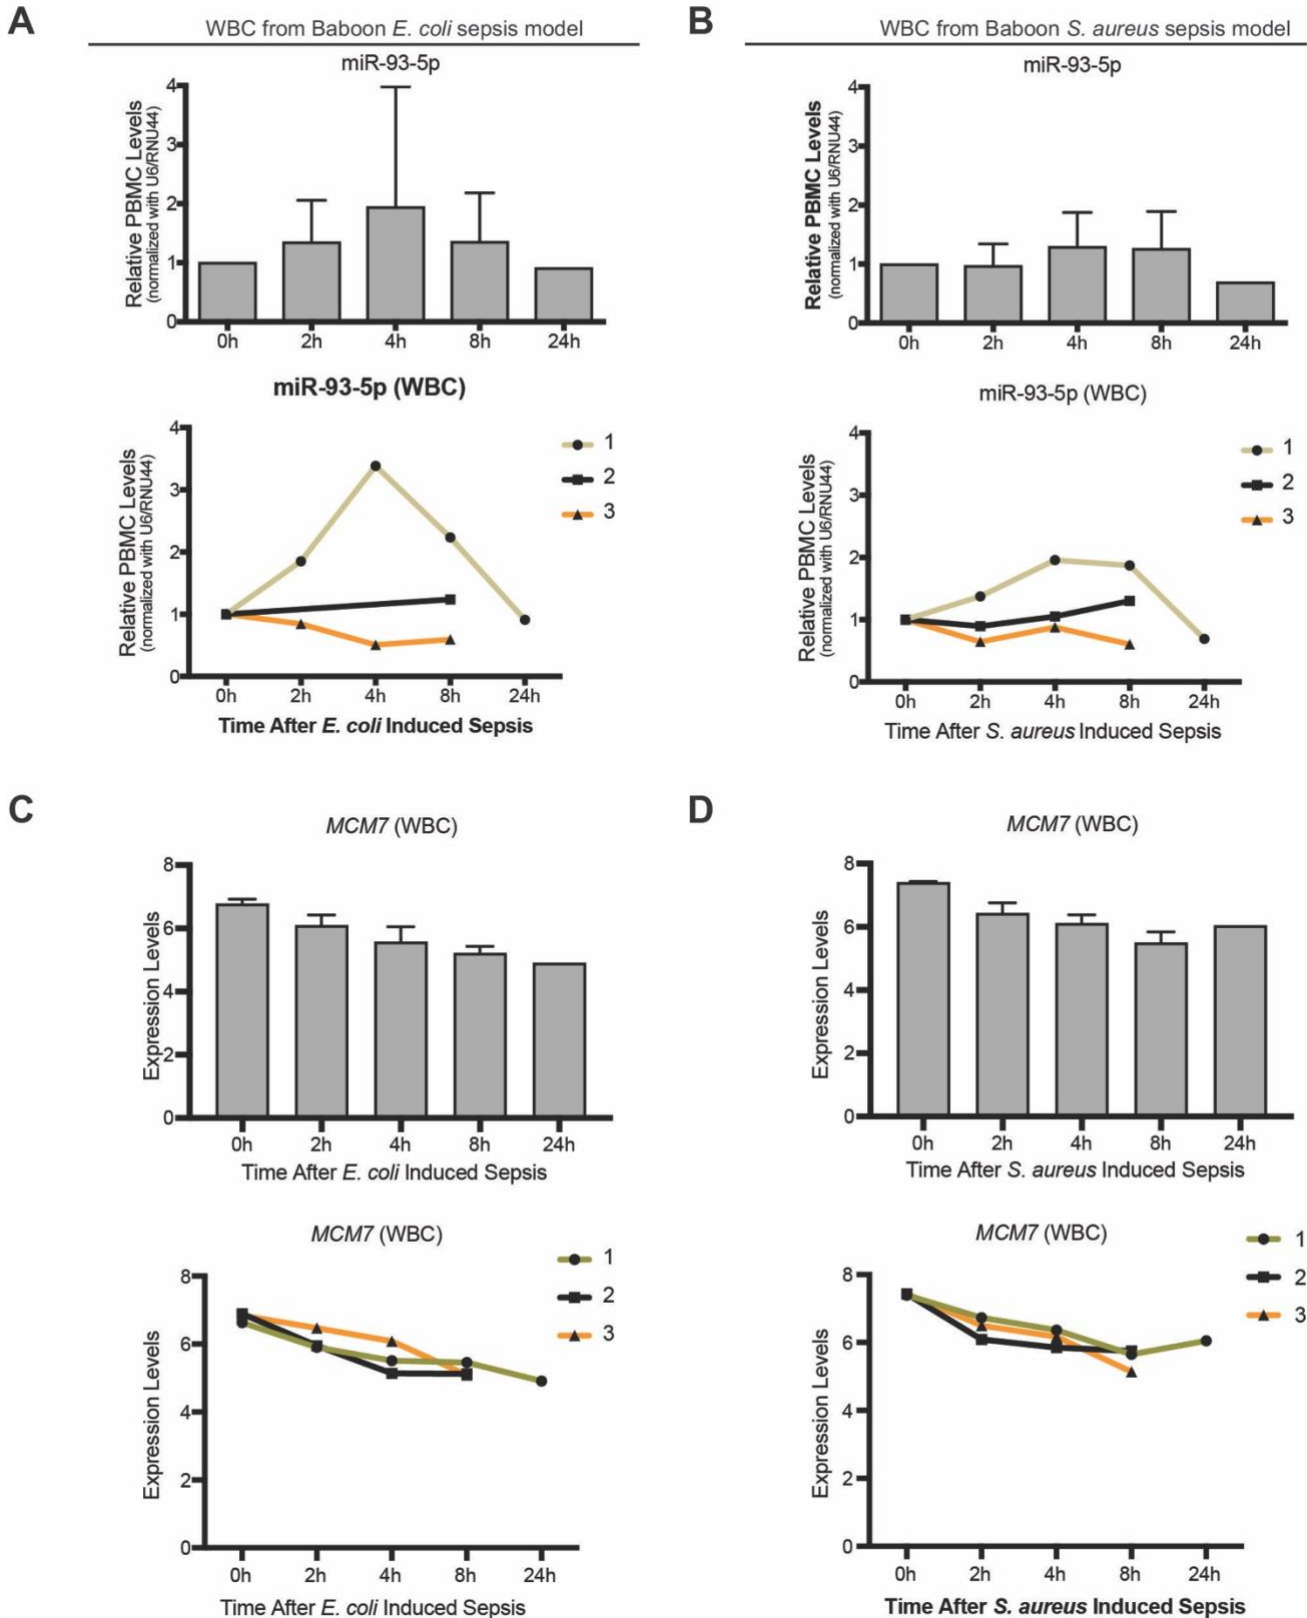 A
WBC from Baboon E. coli sepsis model
miR-93-5p
Relative PBMC Levels
(normalized with U6/RNU44)
4
3
2
1
0
0h 2h 4h 8h 24h
miR-93-5p (WBC)
Relative PBMC Levels
(normalized with U6/RNU44)
4
3
2
1
0
0h 2h 4h 8h 24h
Time After E. coli Induced Sepsis
1
2
3
B
WBC from Baboon S. aureus sepsis model
miR-93-5p
Relative PBMC Levels
(normalized with U6/RNU44)
4
3
2
1
0
0h 2h 4h 8h 24h
miR-93-5p (WBC)
Relative PBMC Levels
(normalized with U6/RNU44)
4
3
2
1
0
0h 2h 4h 8h 24h
Time After S. aureus Induced Sepsis
1
2
3
C
MCM7 (WBC)
Expression Levels
8
6
4
2
0
0h 2h 4h 8h 24h
Time After E. coli Induced Sepsis
MCM7 (WBC)
Expression Levels
8
6
4
2
0
0h 2h 4h 8h 24h
Time After E. coli Induced Sepsis
1
2
3
D
MCM7 (WBC)
Expression Levels
8
6
4
2
0
0h 2h 4h 8h 24h
Time After S. aureus Induced Sepsis
MCM7 (WBC)
Expression Levels
8
6
4
2
0
0h 2h 4h 8h 24h
Time After S. aureus Induced Sepsis
1
2
3